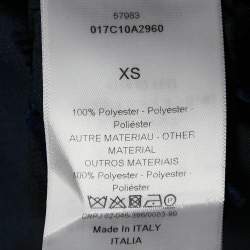 57983
017C10A2960
XS
100% Polyester - Polyester -
Poliéster
AUTRE MATERIAU - OTHER
MATERIAL
OUTROS MATERIAIS
100% Polyester - Polyester -
Poliéster
Made In ITALY
ITALIA